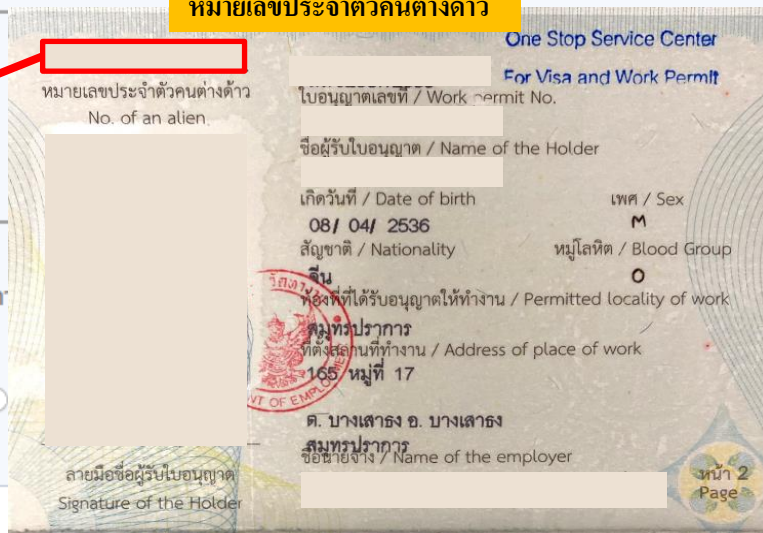 หมายเลขประจำตัวคนต่างด้าว
One Stop Service Center
For Visa and Work Permit
หมายเลขประจำตัวคนต่างด้าว
No. of an alien
ใบอนุญาตเลขที่ / Work permit No.
ชื่อผู้รับใบอนุญาต / Name of the Holder
เกิดวันที่ / Date of birth
เพศ / Sex
08/ 04/ 2536
M
สัญชาติ / Nationality
หมู่โลหิต / Blood Group
จีน
O
ท้องที่ที่ได้รับอนุญาตให้ทำงาน / Permitted locality of work
สมุทรปราการ
ที่ตั้งสถานที่ทำงาน / Address of place of work
165 หมู่ที่ 17
OF
ต. บางเสาธง อ. บางเสาธง
สมุทรปราการ
ชื่อนายจ้าง / Name of the employer
ลายมือชื่อผู้รับใบอนุญาต
Signature of the Holder
หน้า 2
Page